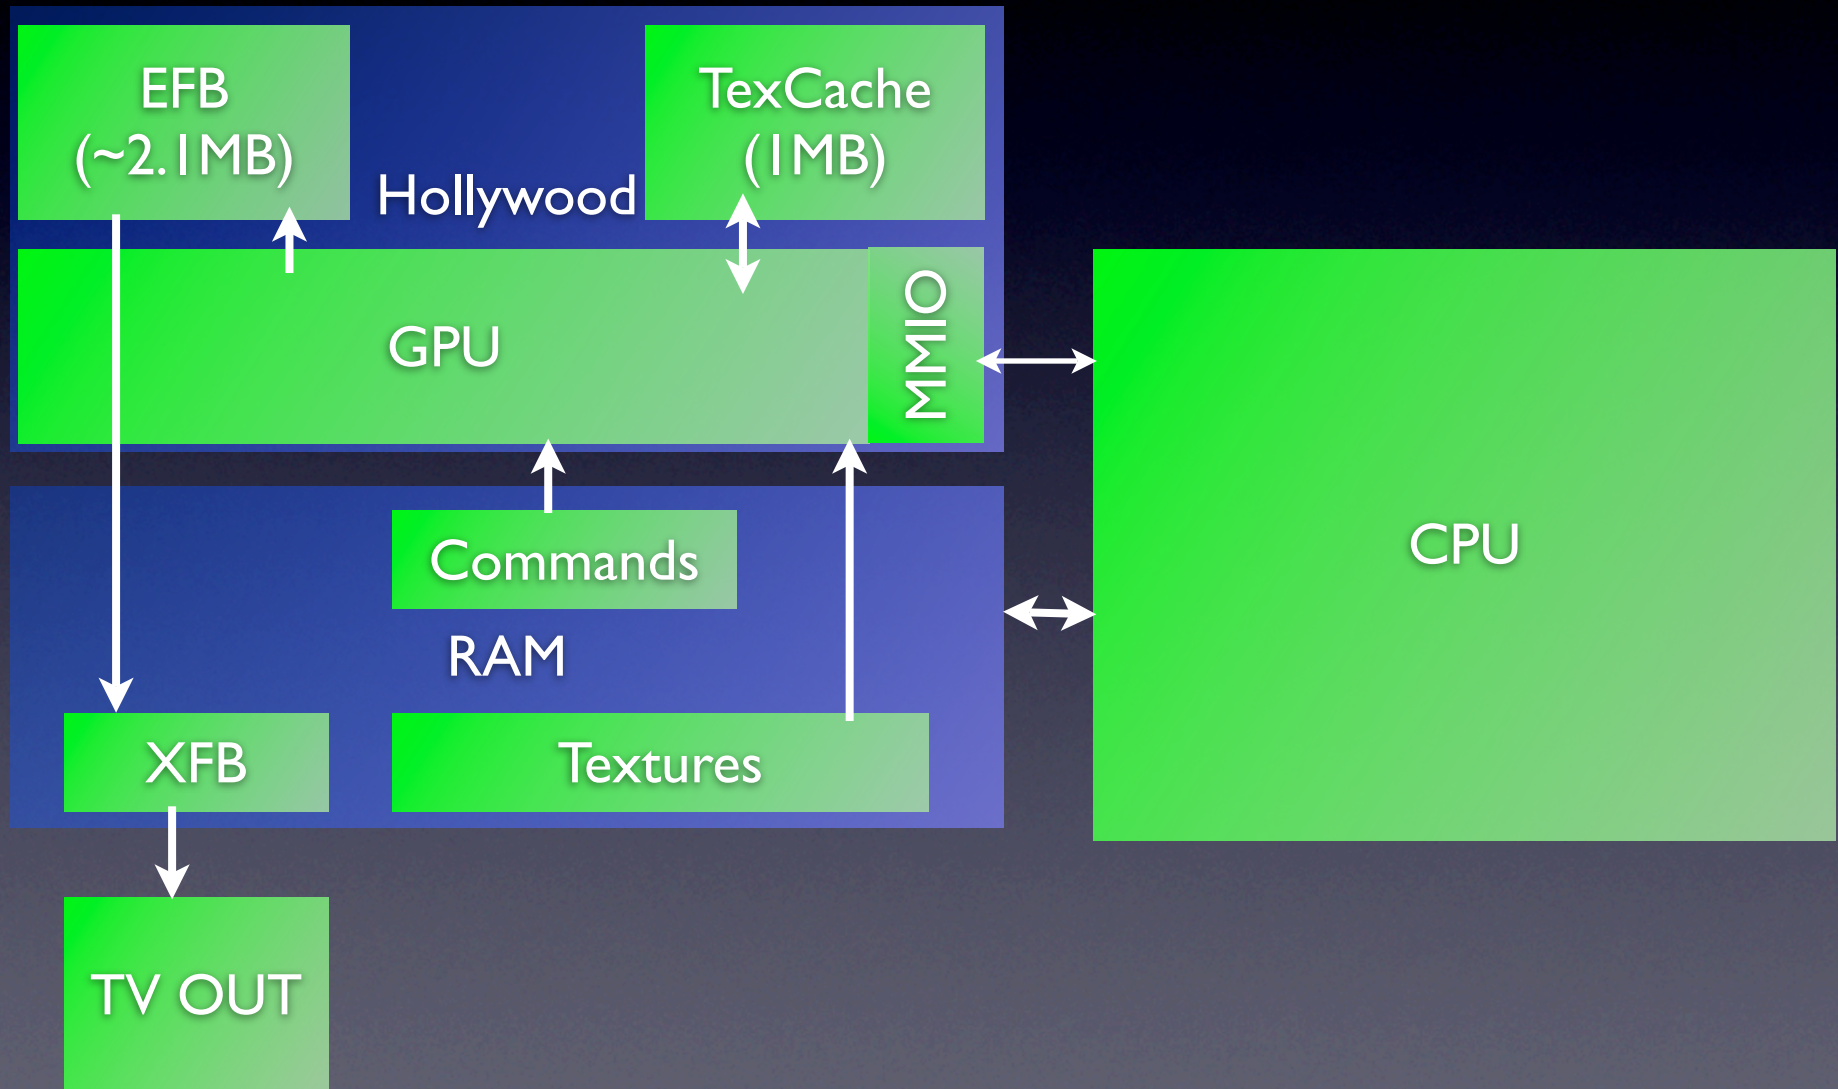 EFB
(~2.1MB)
TexCache
(1MB)
Hollywood
GPU
MMIO
Commands
RAM
CPU
XFB
Textures
TV OUT